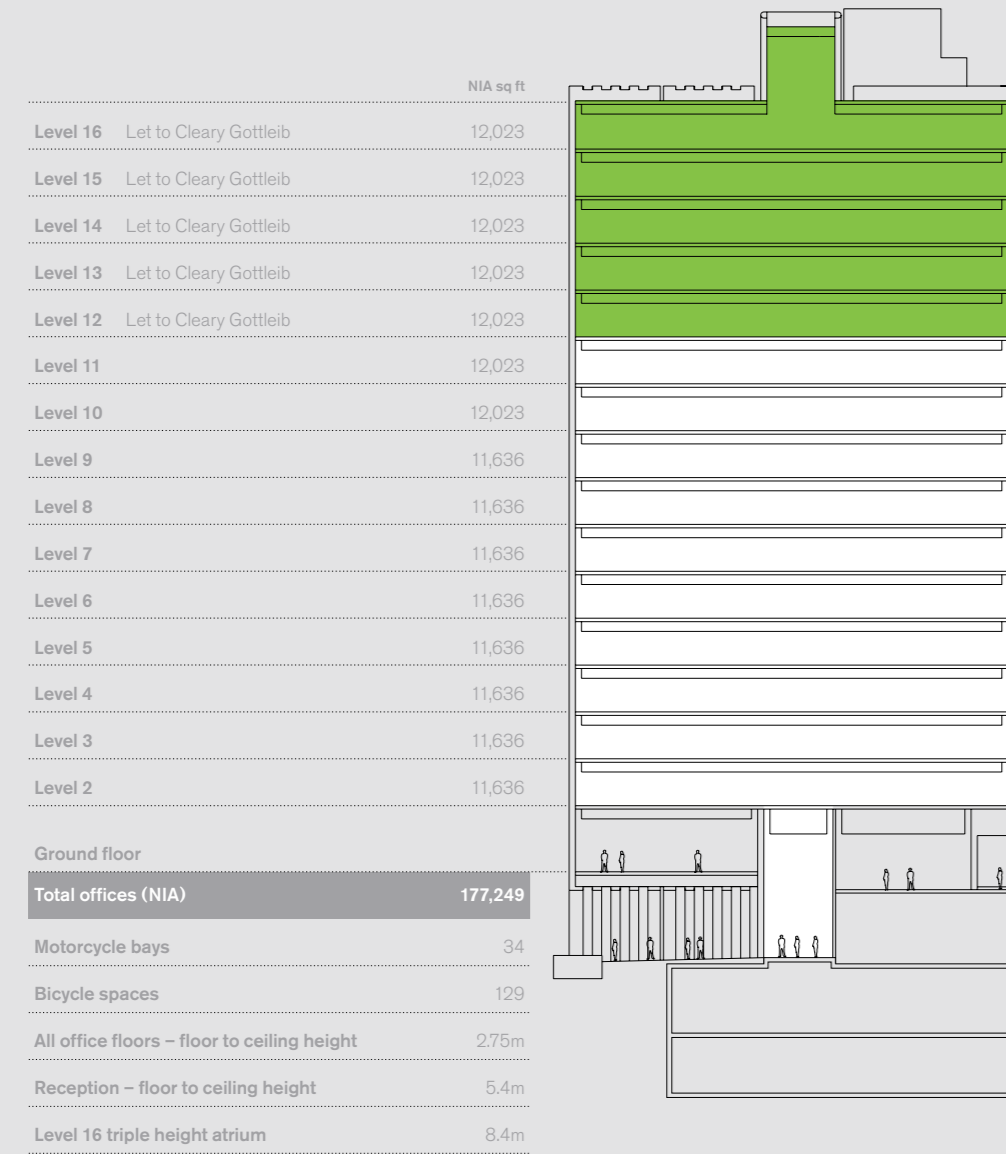 NIA sq ft
Level 16 Let to Cleary Gottleib 12,023
Level 15 Let to Cleary Gottleib 12,023
Level 14 Let to Cleary Gottleib 12,023
Level 13 Let to Cleary Gottleib 12,023
Level 12 Let to Cleary Gottleib 12,023
Level 11 12,023
Level 10 12,023
Level 9 11,636
Level 8 11,636
Level 7 11,636
Level 6 11,636
Level 5 11,636
Level 4 11,636
Level 3 11,636
Level 2 11,636
Ground floor
Total offices (NIA) 177,249
Motorcycle bays 34
Bicycle spaces 129
All office floors – floor to ceiling height 2.75m
Reception – floor to ceiling height 5.4m
Level 16 triple height atrium 8.4m